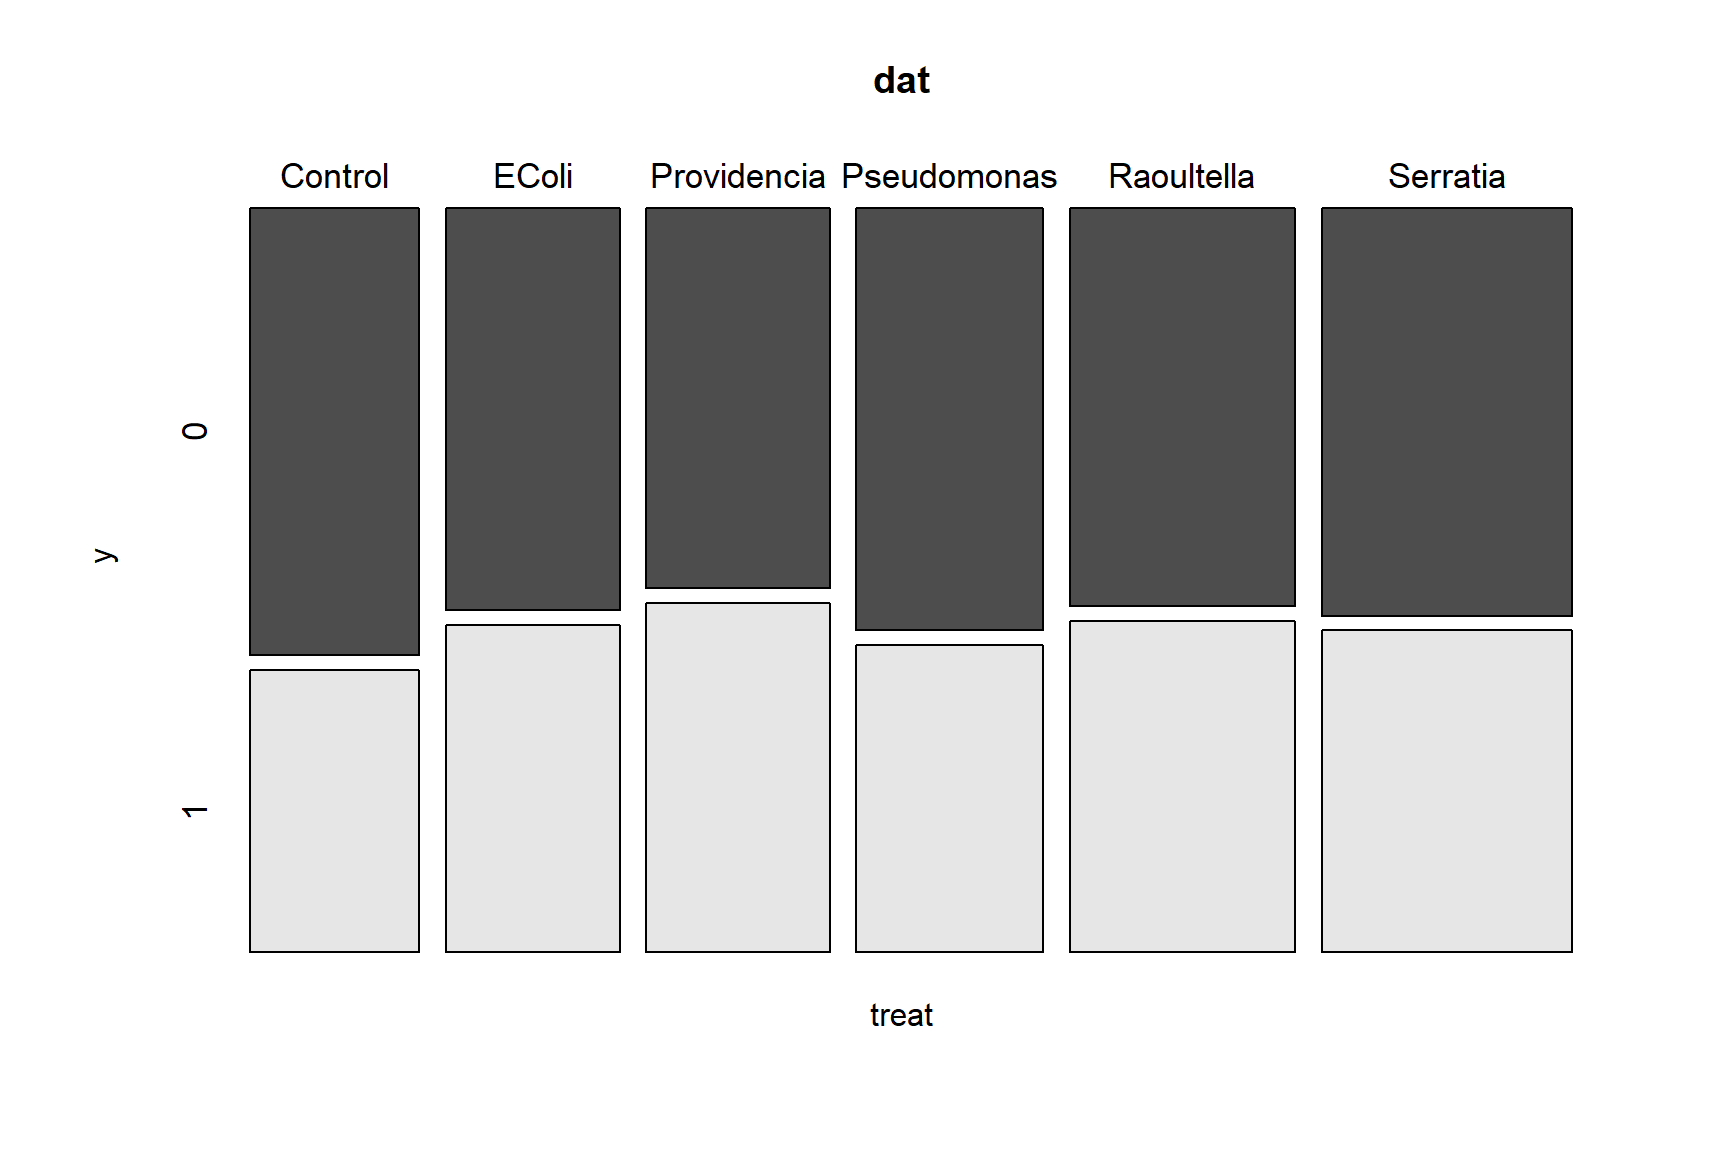 dat
Control EColi Providencia Pseudomonas Raoultella Serratia
0
y
1
treat